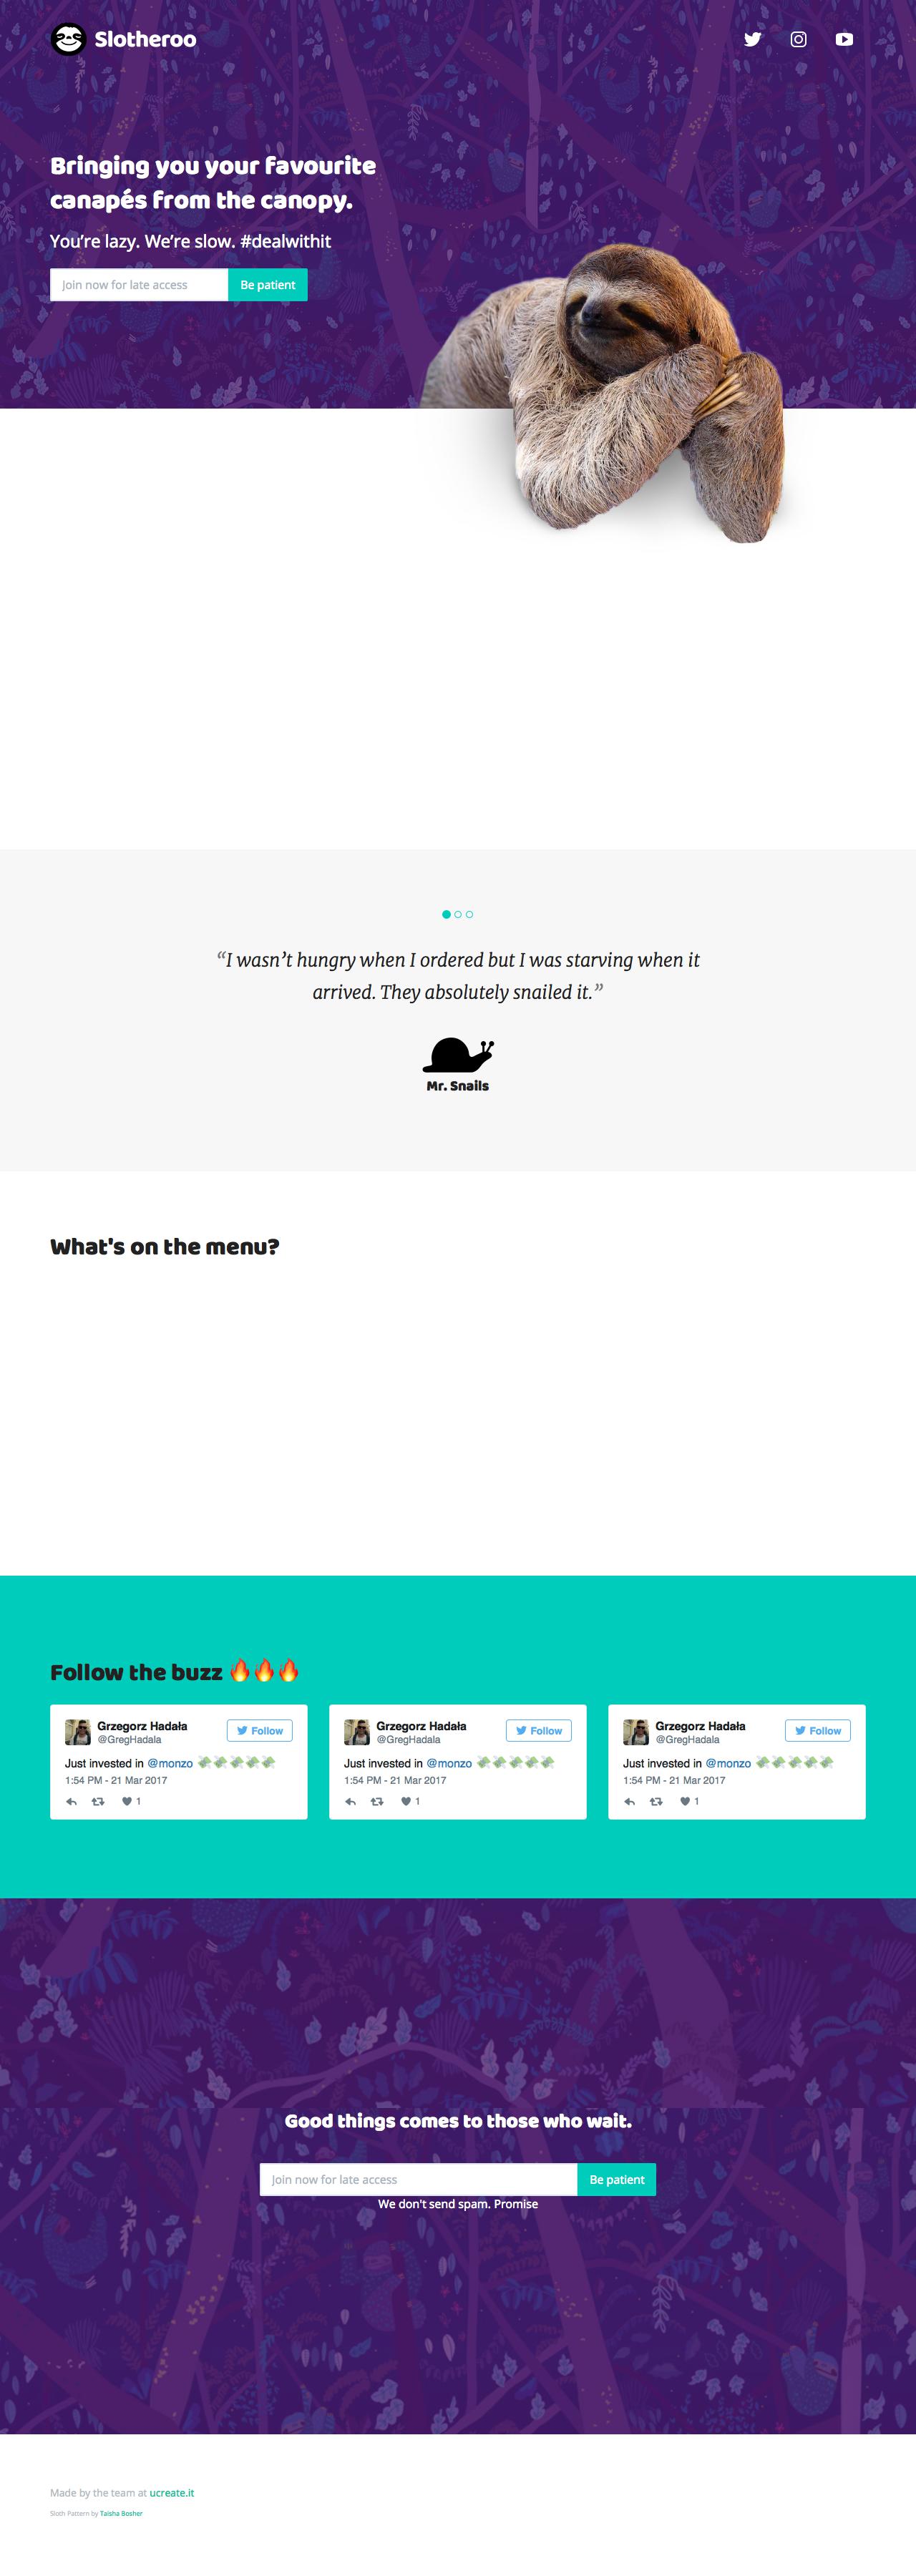 Slotheroo
Bringing you your favourite
canapés from the canopy.
You're lazy. We're slow. #dealwithit
Join now for late access
Be patient
“I wasn’t hungry when I ordered but I was starving when it
arrived. They absolutely snailed it.”
Mr. Snails
What's on the menu?
Follow the buzz 🔥🔥🔥
Grzegorz Hadała
@GregHadala
Follow
Just invested in @monzo 💸💸💸💸💸
1:54 PM - 21 Mar 2017
1
Grzegorz Hadała
@GregHadala
Follow
Just invested in @monzo 💸💸💸💸💸
1:54 PM - 21 Mar 2017
1
Grzegorz Hadała
@GregHadala
Follow
Just invested in @monzo 💸💸💸💸💸
1:54 PM - 21 Mar 2017
1
Good things comes to those who wait.
Join now for late access
Be patient
We don't send spam. Promise
Made by the team at ucreate.it
Sloth Pattern by Taisha Bosher